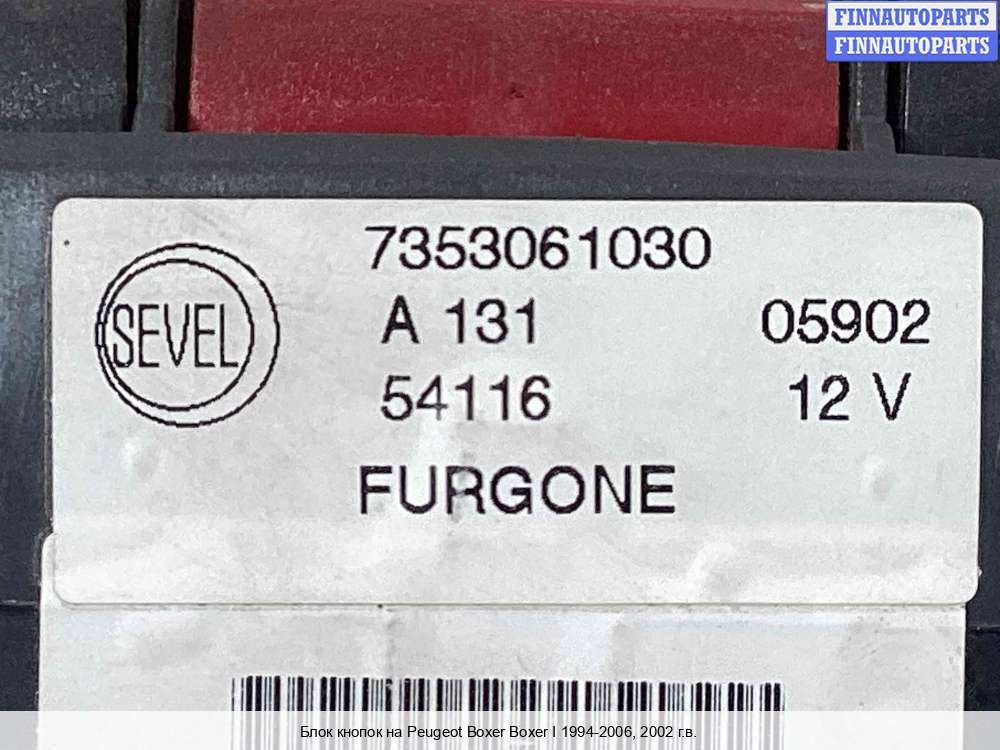 FINNAUTOPARTS
FINNAUTOPARTS
7353061030
SEVEL
A 131
05902
54116
12 V
FURGONE
Блок кнопок на Peugeot Boxer Boxer I 1994-2006, 2002 г.в.